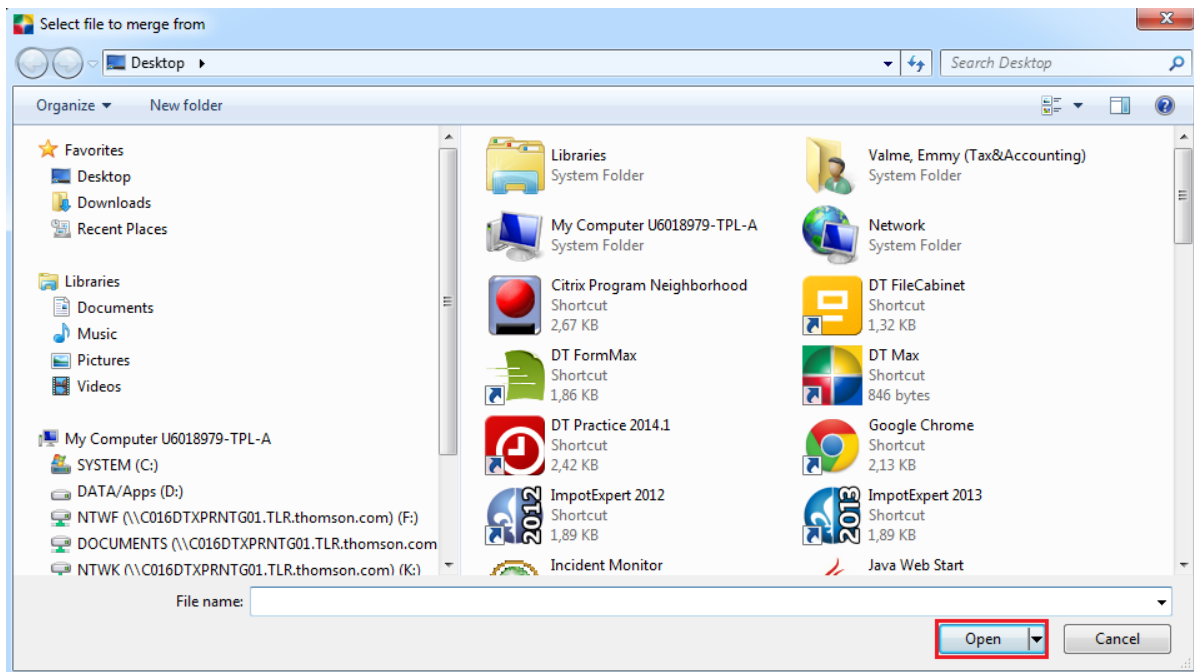 Select file to merge from
Desktop
Search Desktop
Organize
New folder
Favorites
Desktop
Downloads
Recent Places
Libraries
Documents
Music
Pictures
Videos
My Computer U6018979-TPL-A
SYSTEM (C:)
DATA/Apps (D:)
NTWF (\\C016DTXPRNTG01.TLR.thomson.com) (F:)
DOCUMENTS (\\C016DTXPRNTG01.TLR.thomson.com
NTWK (\\C016DTXPRNTG01.TLR.thomson.com) (K:)
Libraries
System Folder
Valme, Emmy (Tax&Accounting)
System Folder
My Computer U6018979-TPL-A
System Folder
Network
System Folder
Citrix Program Neighborhood
Shortcut
2,67 KB
DT FileCabinet
Shortcut
1,32 KB
DT FormMax
Shortcut
1,86 KB
DT Max
Shortcut
846 bytes
DT Practice 2014.1
Shortcut
2,42 KB
Google Chrome
Shortcut
2,13 KB
2012
ImpotExpert 2012
Shortcut
1,89 KB
2013
ImpotExpert 2013
Shortcut
1,89 KB
Incident Monitor
Java Web Start
File name:
Open
Cancel